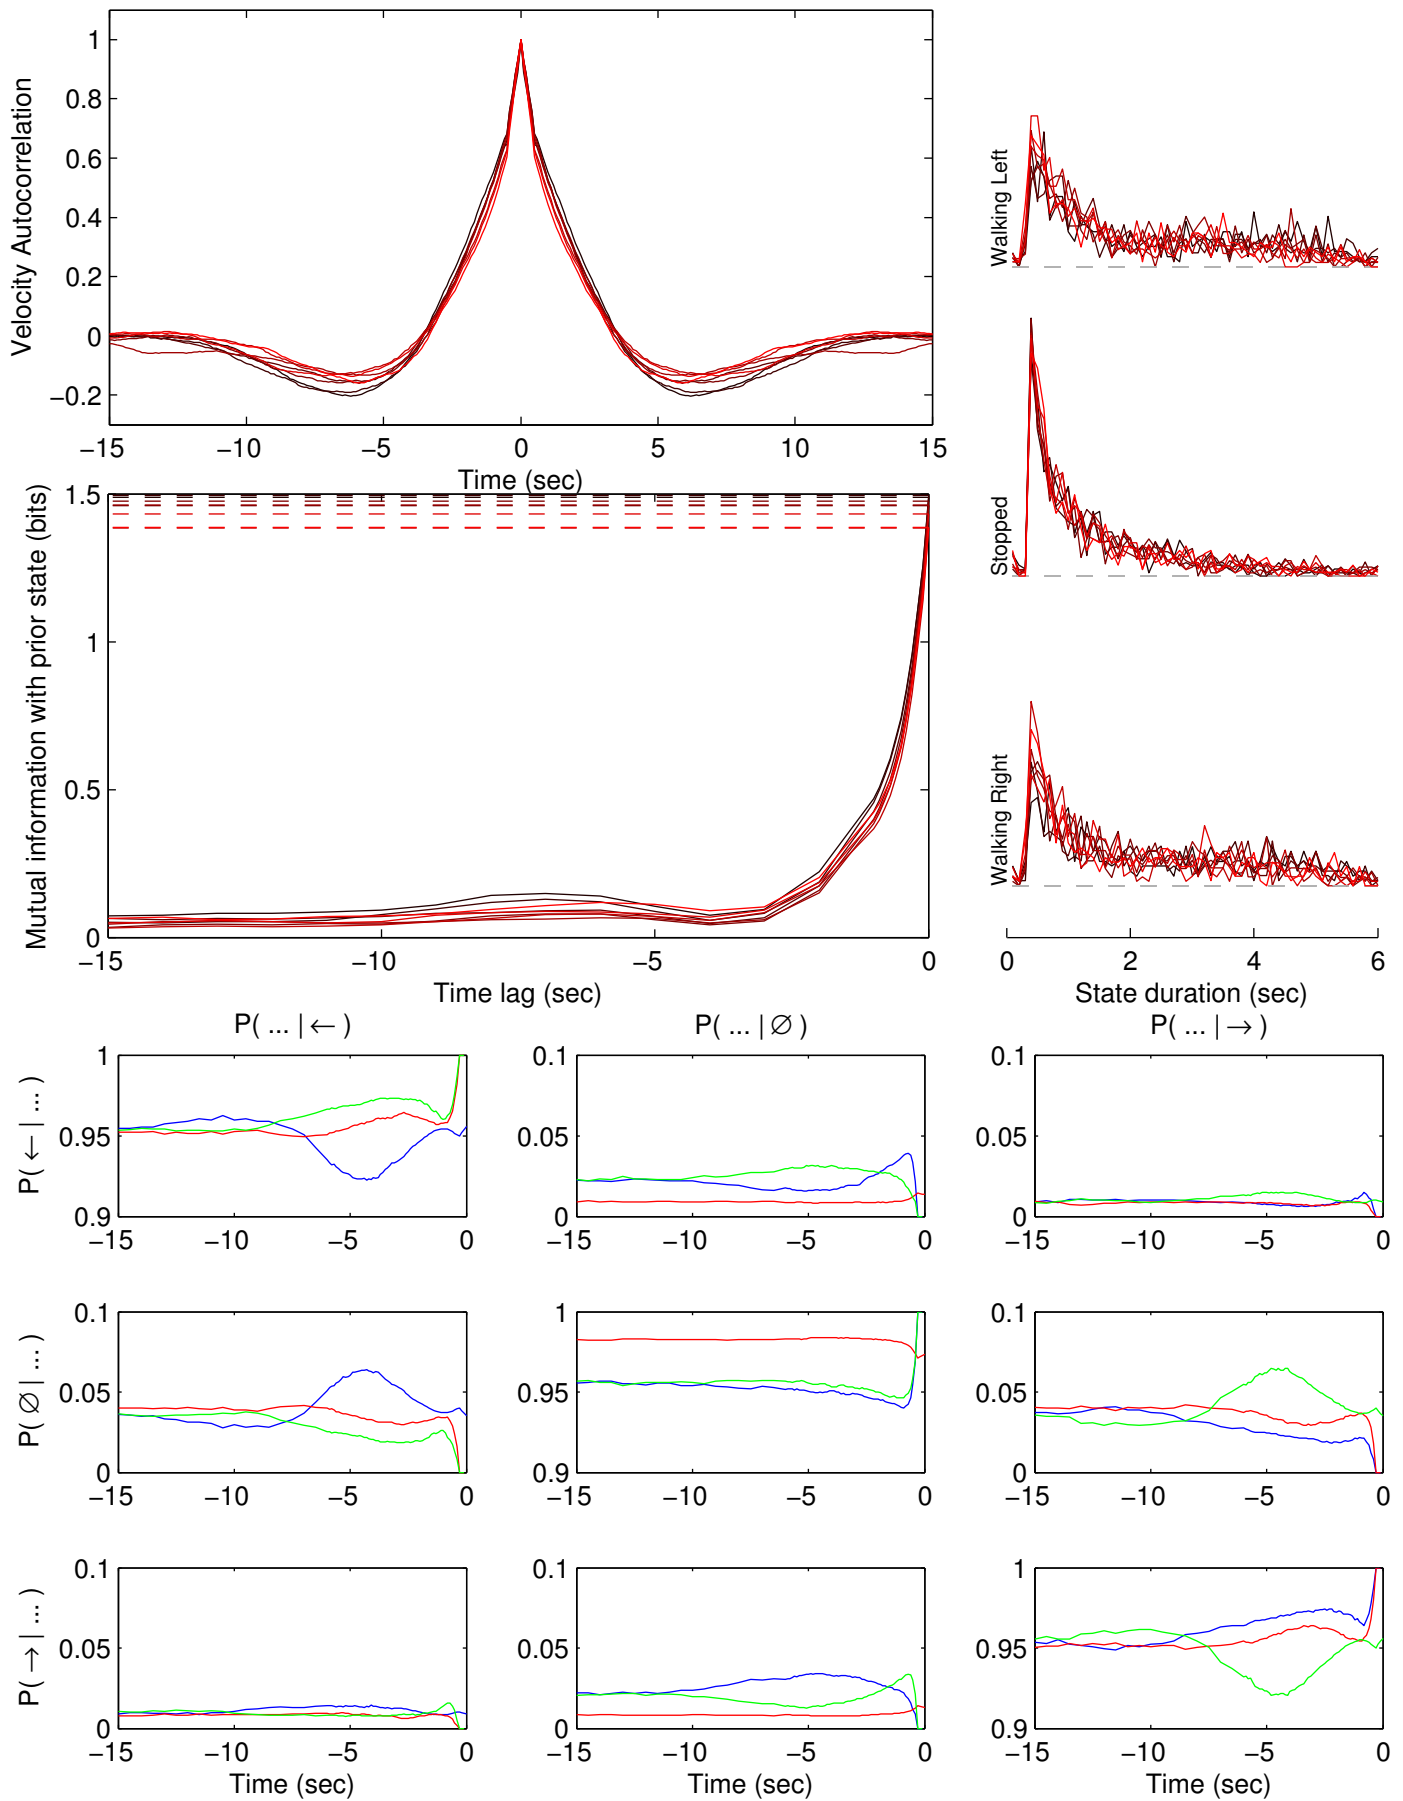 Velocity Autocorrelation
1
0.8
0.6
0.4
0.2
0
−0.2
−15 −10 −5 0 5 10 15
Time (sec)
Mutual information with prior state (bits)
1.5
1
0.5
0
−15 −10 −5 0
Time lag (sec)
Walking Left
Stopped
Walking Right
0 2 4 6
State duration (sec)
P( ... | ← )
P( ... | ∅ )
P( ... | → )
P( ← | ... )
1
0.95
0.9
−15 −10 −5 0
0.1
0.05
0
−15 −10 −5 0
0.1
0.05
0
−15 −10 −5 0
P( ∅ | ... )
0.1
0.05
0
−15 −10 −5 0
1
0.95
0.9
−15 −10 −5 0
0.1
0.05
0
−15 −10 −5 0
P( → | ... )
0.1
0.05
0
−15 −10 −5 0
Time (sec)
0.1
0.05
0
−15 −10 −5 0
Time (sec)
1
0.95
0.9
−15 −10 −5 0
Time (sec)